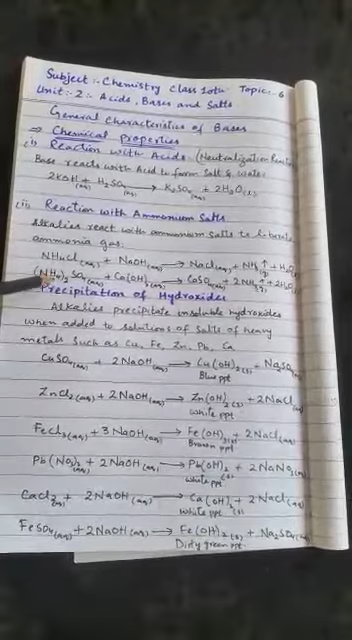 Subject :- Chemistry Class 10th Topic :- 6
Unit :- 2 :- Acids, Bases and Salts
General Characteristics of Bases
⇒ Chemical properties
(i) Reaction with Acids (Neutralization
Base reacts with Acid to form Salt & Water
2KOH(aq) + H2SO4(aq) → K2SO4(aq) + 2H2O(l)
(ii) Reaction with Ammonium Salts
Alkalies react with ammonium salts to
ammonia gas.
NH4Cl(aq) + NaOH(aq) → NaCl(aq) + NH3↑(g) + H2O
(NH4)2SO4(aq) + Ca(OH)2(aq) → CaSO4(aq) + 2NH3↑(g) + 2H2O
Precipitation of Hydroxides
Alkalies precipitate insoluble hydroxides
when added to solutions of salts of heavy
metals such as Cu, Fe, Zn, Pb, Ca
CuSO4(aq) + 2NaOH(aq) → Cu(OH)2(s) + Na2SO4
Blue ppt
ZnCl2(aq) + 2NaOH(aq) → Zn(OH)2(s) + 2NaCl
White ppt
FeCl3(aq) + 3NaOH(aq) → Fe(OH)3(s) + 2NaCl(aq)
Brown ppt
Pb(NO3)2 + 2NaOH(aq) → Pb(OH)2(s) + 2NaNO3(aq)
White ppt
CaCl2(aq) + 2NaOH(aq) → Ca(OH)2(s) + 2NaCl(aq)
White ppt
FeSO4(aq) + 2NaOH(aq) → Fe(OH)2(s) + Na2SO4(aq)
Dirty green ppt